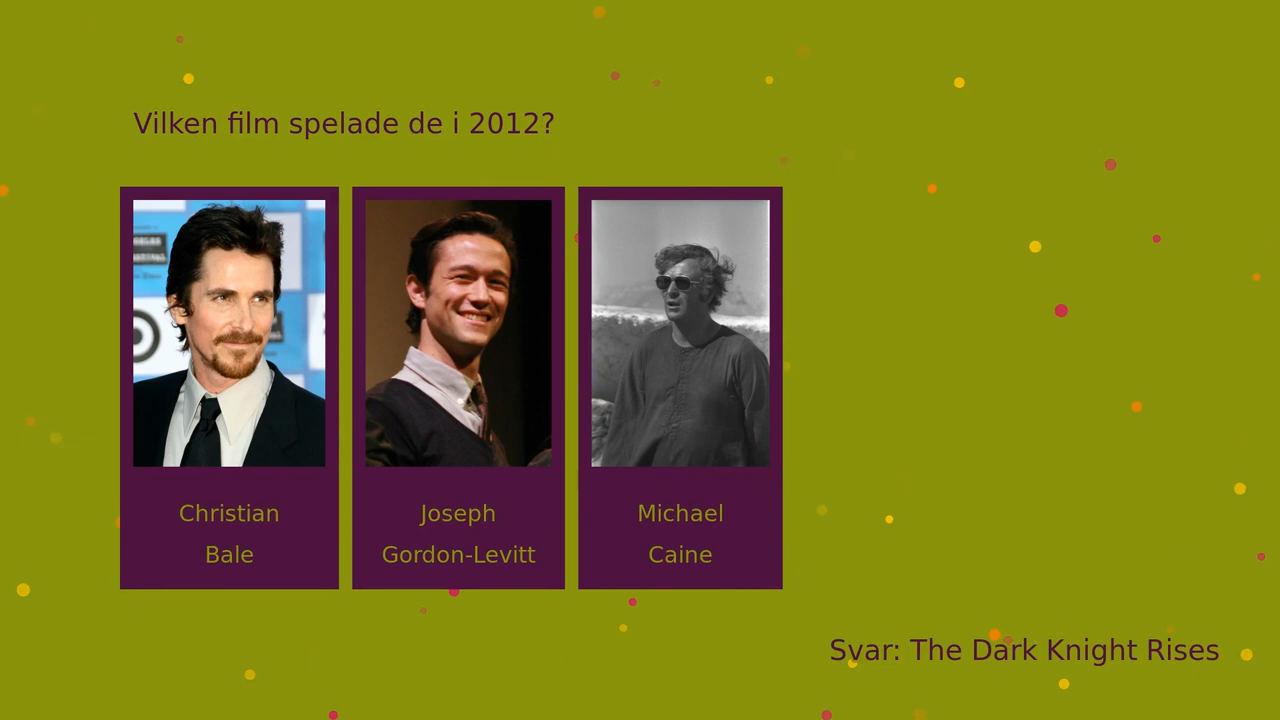 Vilken film spelade de i 2012?
Christian
Bale
Joseph
Gordon-Levitt
Michael
Caine
Svar: The Dark Knight Rises